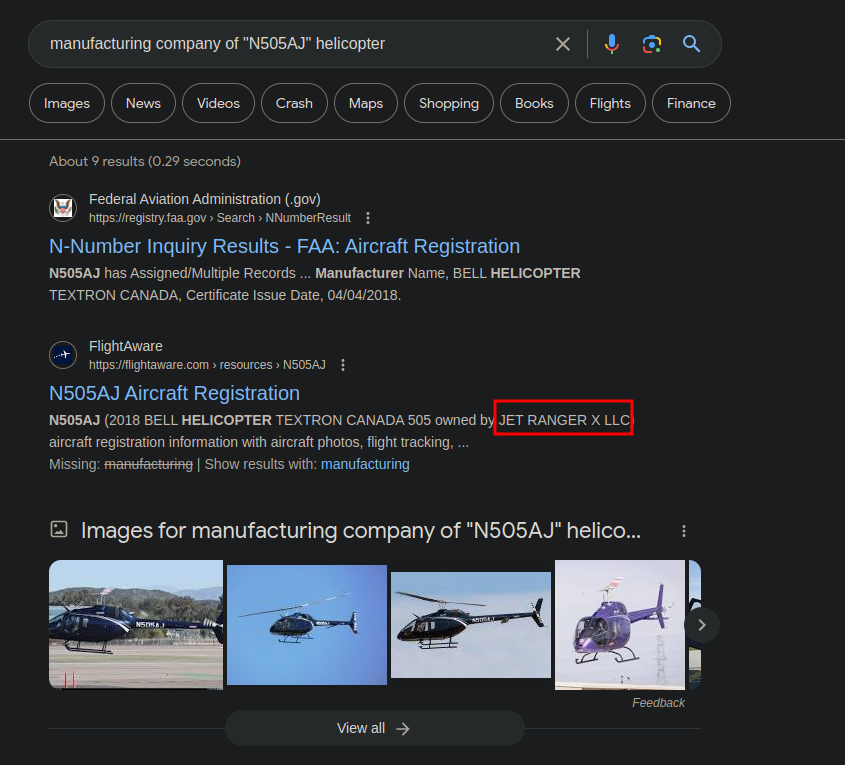 manufacturing company of "N505AJ" helicopter
Images News Videos Crash Maps Shopping Books Flights Finance
About 9 results (0.29 seconds)
Federal Aviation Administration (.gov)
https://registry.faa.gov › Search › NNumberResult
N-Number Inquiry Results - FAA: Aircraft Registration
N505AJ has Assigned/Multiple Records ... Manufacturer Name, BELL HELICOPTER
TEXTRON CANADA, Certificate Issue Date, 04/04/2018.
FlightAware
https://flightaware.com › resources › N505AJ
N505AJ Aircraft Registration
N505AJ (2018 BELL HELICOPTER TEXTRON CANADA 505 owned by JET RANGER X LLC)
aircraft registration information with aircraft photos, flight tracking, ...
Missing: manufacturing | Show results with: manufacturing
Images for manufacturing company of "N505AJ" helico...
N505AJ
N505AJ
Feedback
View all